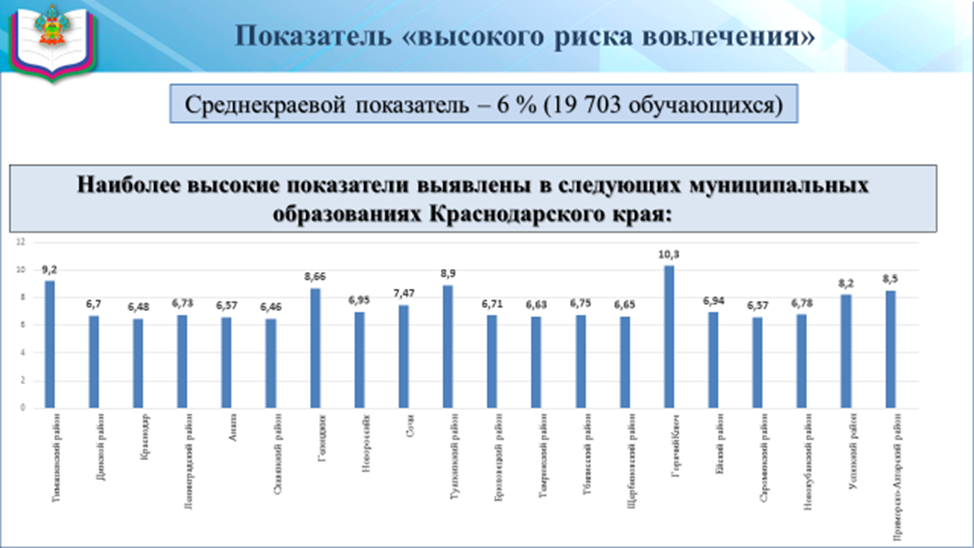 Показатель «высокого риска вовлечения»
Среднекраевой показатель – 6 % (19 703 обучающихся)
Наиболее высокие показатели выявлены в следующих муниципальных
образованиях Краснодарского края:
12
10
8
6
4
2
0
9,2
6,7
6,48
6,73
6,57
6,46
8,66
6,95
7,47
8,9
6,71
6,63
6,75
6,65
10,3
6,94
6,57
6,78
8,2
8,5
Тимашевский район
Динской район
Краснодар
Ленинградский район
Анапа
Славянский район
Геленджик
Новороссийск
Сочи
Туапсинский район
Брюховецкий район
Темрюкский район
Тбилисский район
Щербиновский район
Горячий Ключ
Ейский район
Староминский район
Новокубанский район
Успенский район
Приморско-Ахтарский район